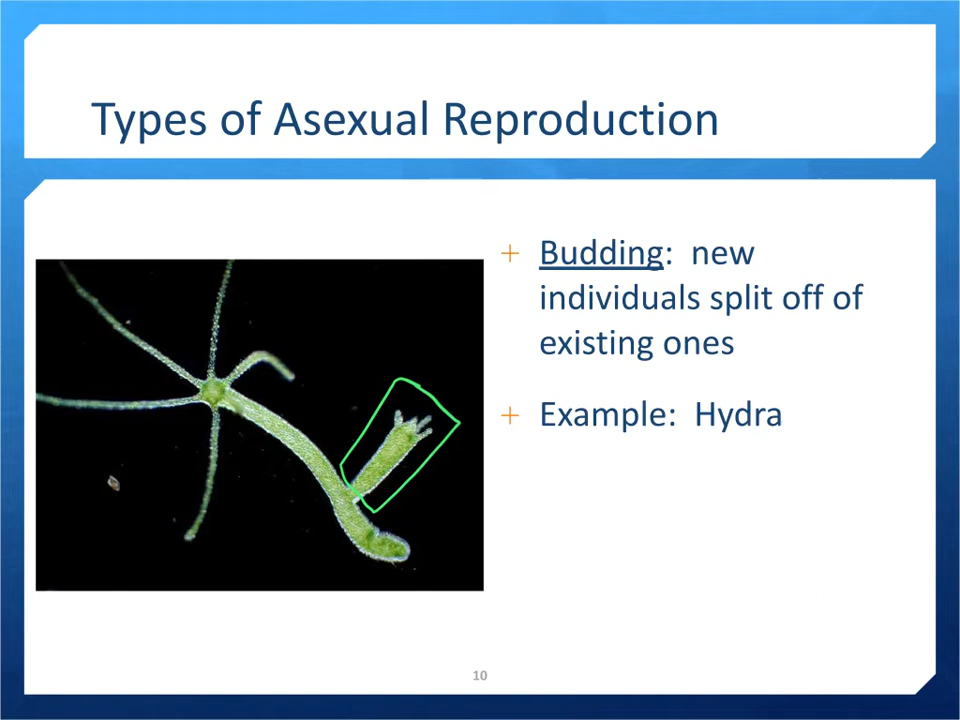 Types of Asexual Reproduction
+ Budding: new
individuals split off of
existing ones
+ Example: Hydra
10